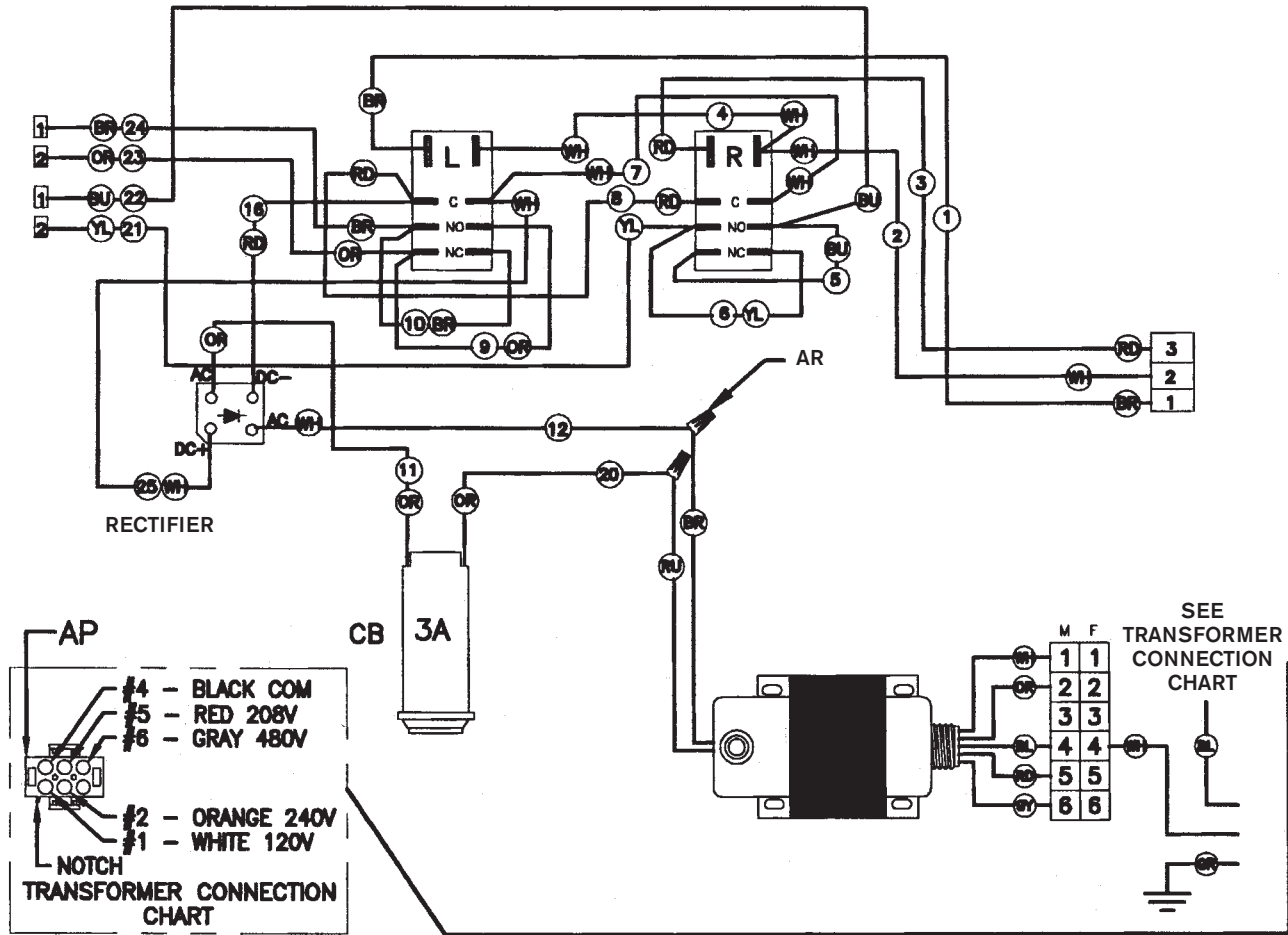 BR
4
WH
1 BR 24
2 OR 23
1 BU 22
2 YL 21
L
R
RD
WH
WH
RD
WH
7
WH
3
16
RD
C
WH
8
RD
C
BU
1
BR
NO
YL
NO
2
OR
NC
NC
BU
RD
5
10 BR
6 YL
OR
9 OR
RD 3
AC
DC-
AR
WH 2
BR 1
AC WH
12
DC+
11
20
25 WH
OR
OR
BR
RECTIFIER
RU
AP
CB
3A
SEE
TRANSFORMER
CONNECTION
CHART
M F
WH 1 1
OR 2 2
3 3
BL 4 4 WH
BL
RD 5 5
GY 6 6
GR
#4 - BLACK COM
#5 - RED 208V
#6 - GRAY 480V
#2 - ORANGE 240V
#1 - WHITE 120V
NOTCH
TRANSFORMER CONNECTION
CHART